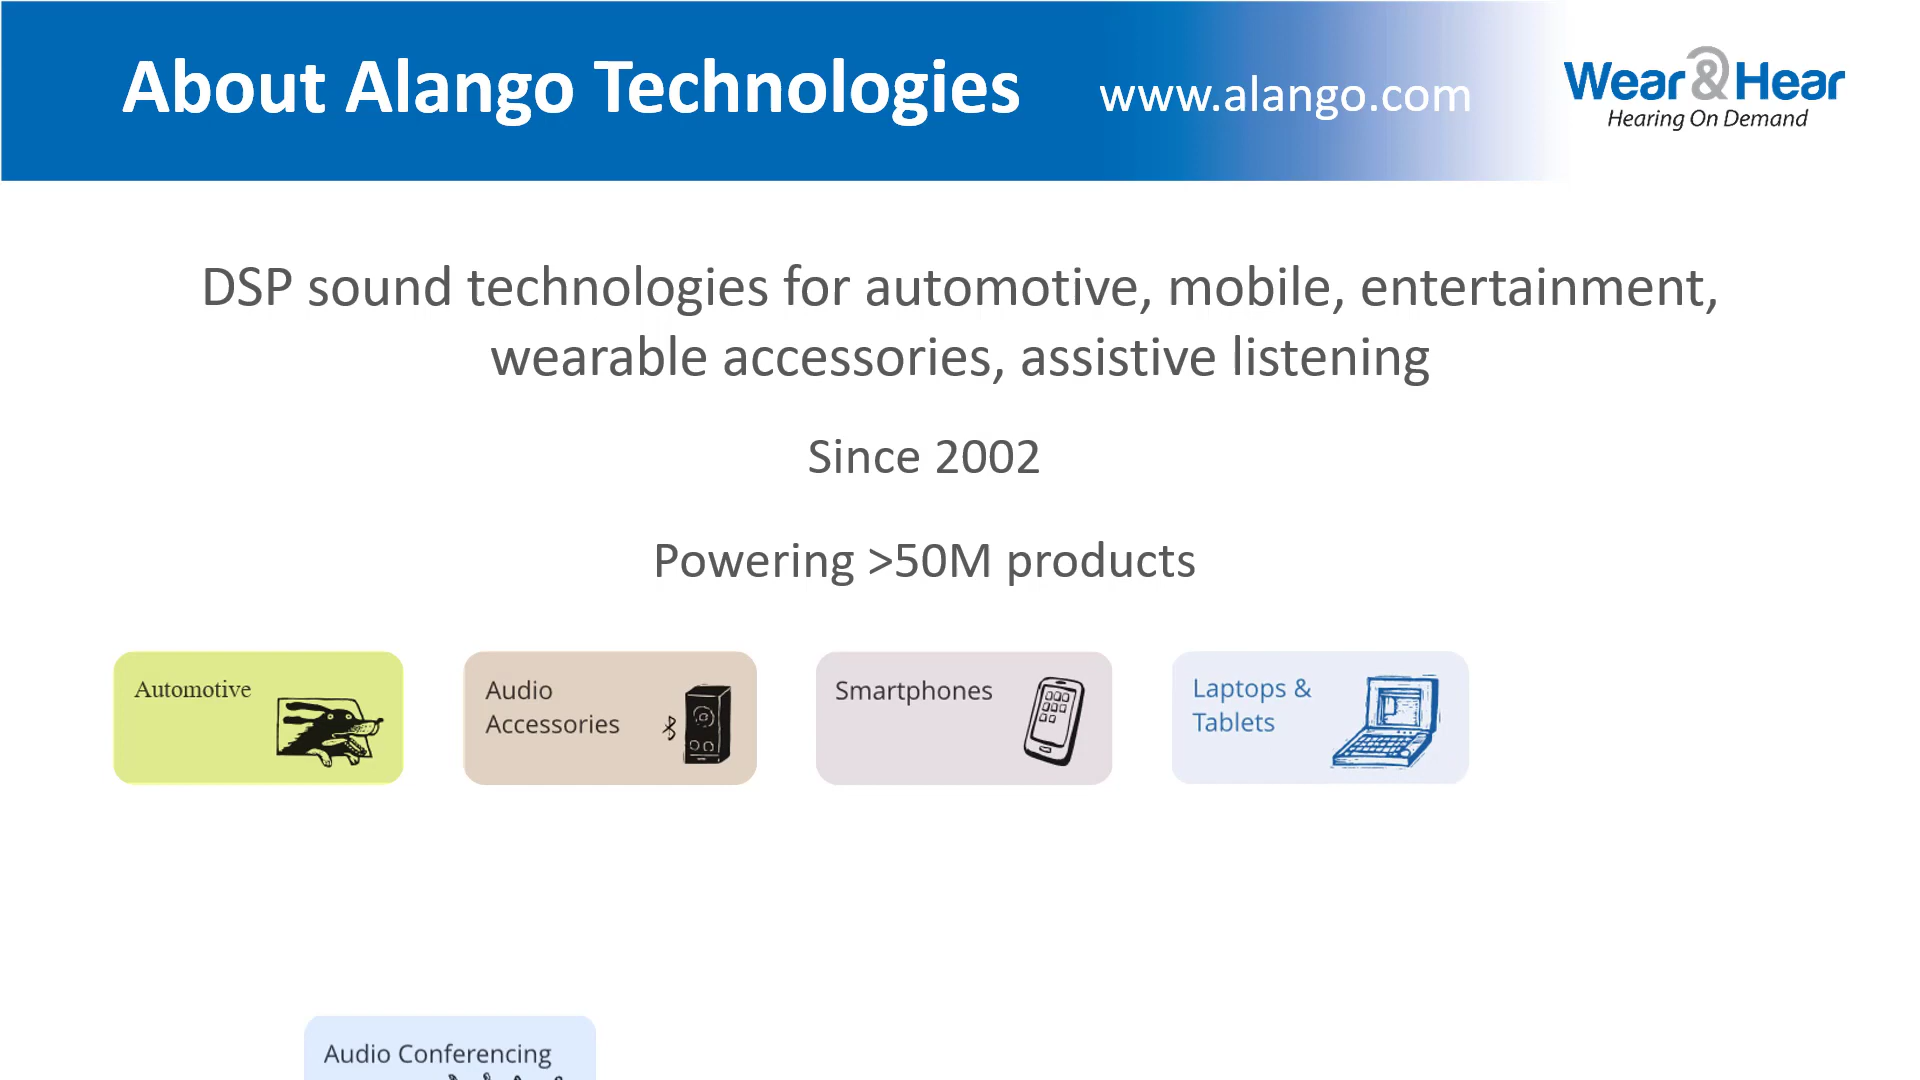 About Alango Technologies
www.alango.com
Wear & Hear
Hearing On Demand
DSP sound technologies for automotive, mobile, entertainment,
wearable accessories, assistive listening
Since 2002
Powering >50M products
Automotive
Audio
Accessories
Smartphones
Laptops &
Tablets
Audio Conferencing